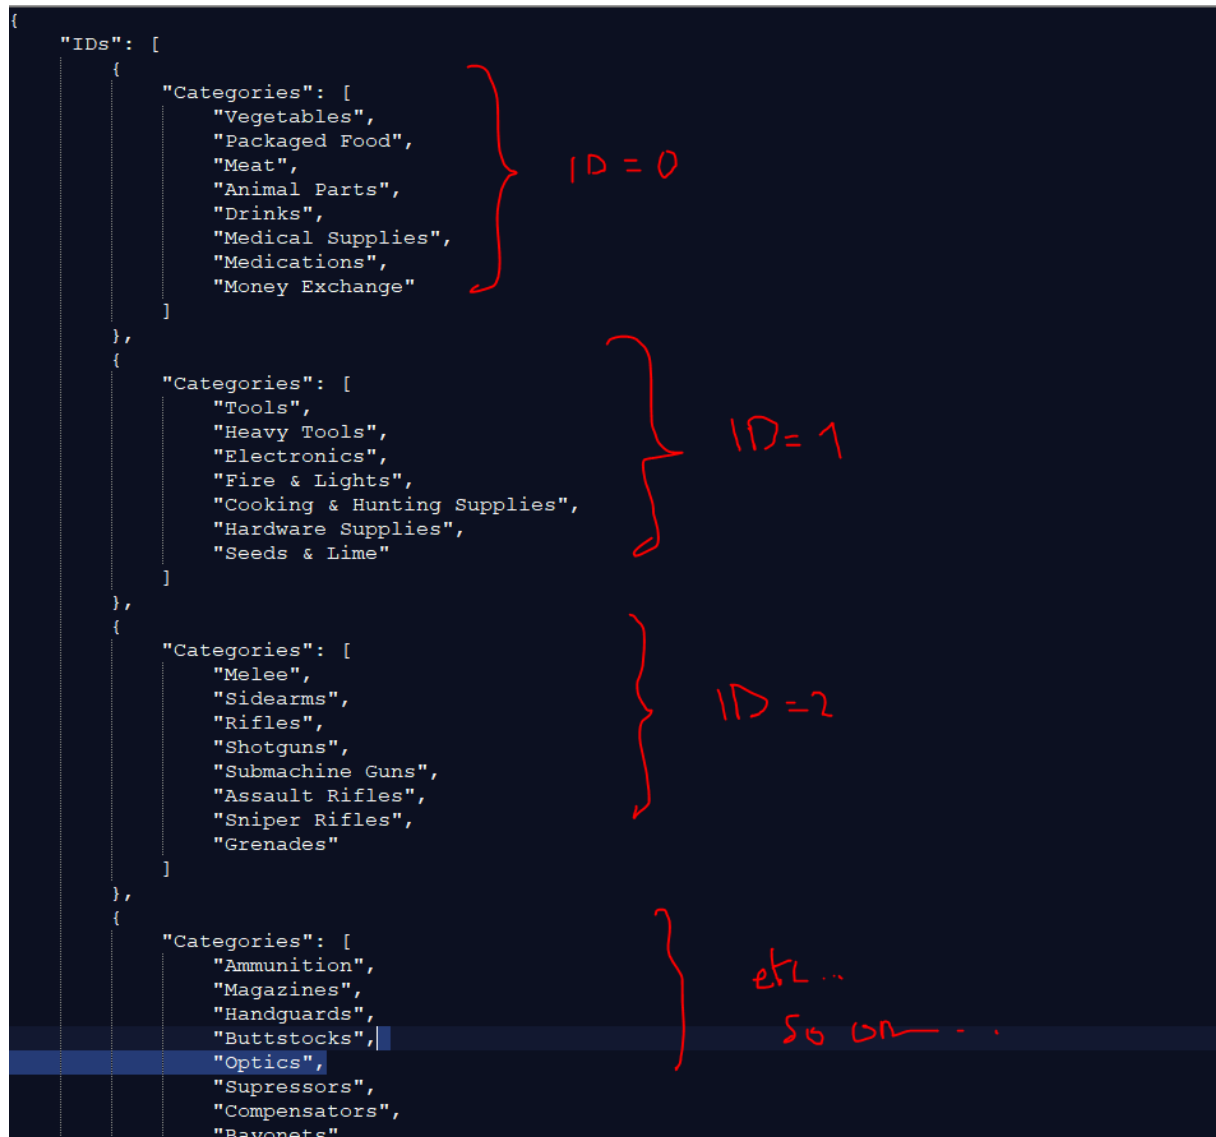 {
"IDs": [
{
"Categories": [
"Vegetables",
"Packaged Food",
"Meat",
"Animal Parts",
"Drinks",
"Medical Supplies",
"Medications",
"Money Exchange"
]
ID = 0
},
{
"Categories": [
"Tools",
"Heavy Tools",
"Electronics",
"Fire & Lights",
"Cooking & Hunting Supplies",
"Hardware Supplies",
"Seeds & Lime"
]
ID = 1
},
{
"Categories": [
"Melee",
"Sidearms",
"Rifles",
"Shotguns",
"Submachine Guns",
"Assault Rifles",
"Sniper Rifles",
"Grenades"
]
ID = 2
},
{
"Categories": [
"Ammunition",
"Magazines",
"Handguards",
"Buttstocks",
"Optics",
"Supressors",
"Compensators",
"Bayonets"
etc...
so on - - - .